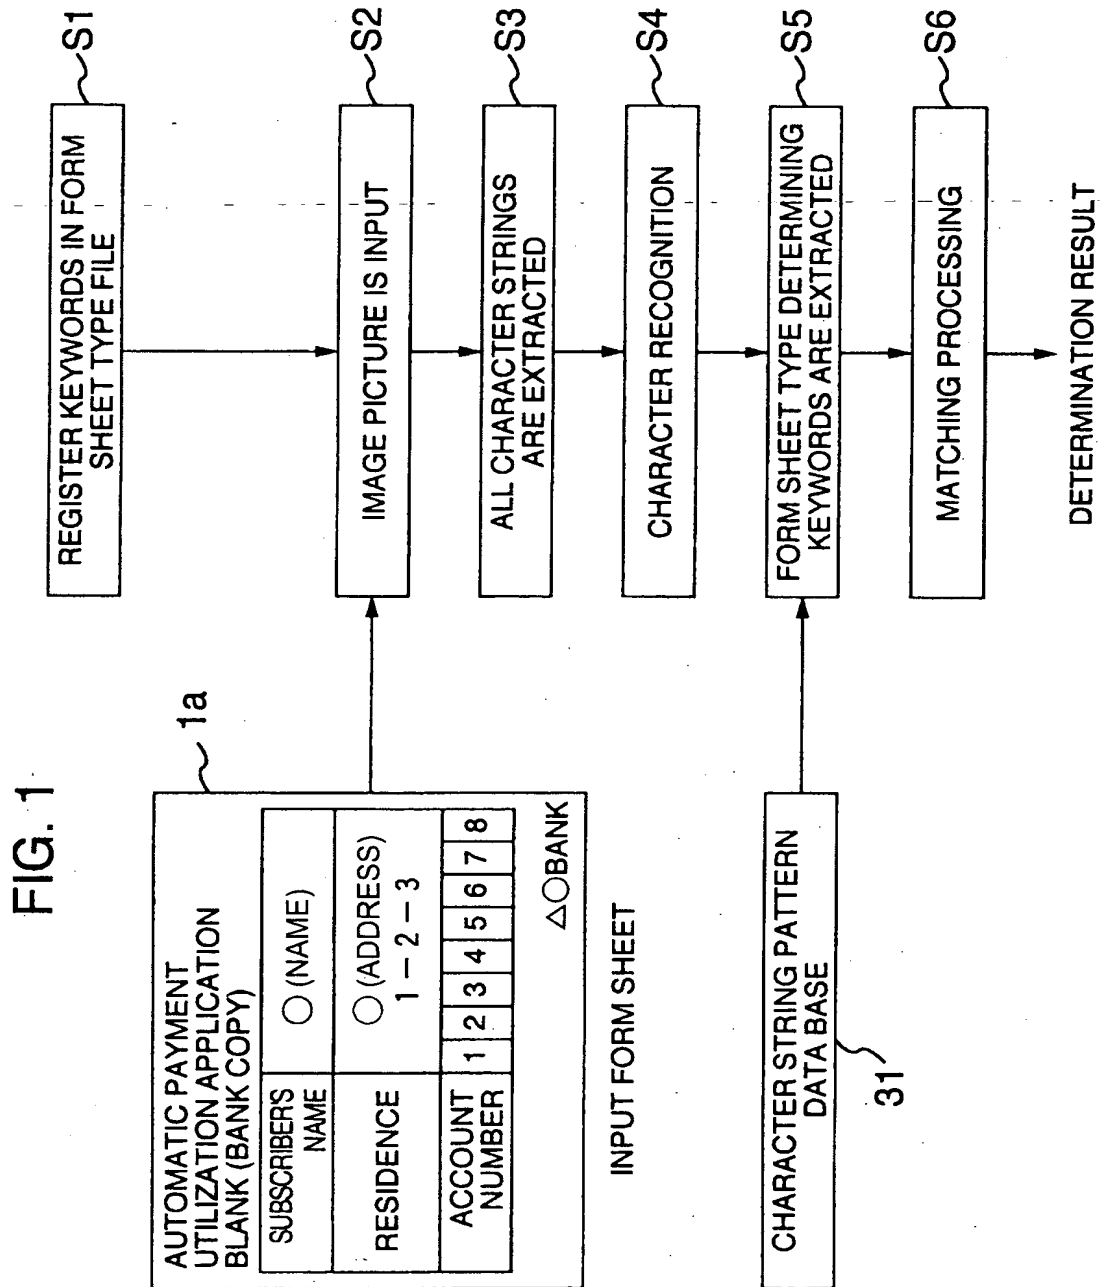 FIG. 1
AUTOMATIC PAYMENT
UTILIZATION APPLICATION
BLANK (BANK COPY)
SUBSCRIBERS
NAME
○ (NAME)
RESIDENCE
○ (ADDRESS)
1 – 2 – 3
ACCOUNT
NUMBER
1 2 3 4 5 6 7 8
△○BANK
1a
INPUT FORM SHEET
CHARACTER STRING PATTERN
DATA BASE
31
REGISTER KEYWORDS IN FORM
SHEET TYPE FILE
S1
IMAGE PICTURE IS INPUT
S2
ALL CHARACTER STRINGS
ARE EXTRACTED
S3
CHARACTER RECOGNITION
S4
FORM SHEET TYPE DETERMINING
KEYWORDS ARE EXTRACTED
S5
MATCHING PROCESSING
S6
DETERMINATION RESULT